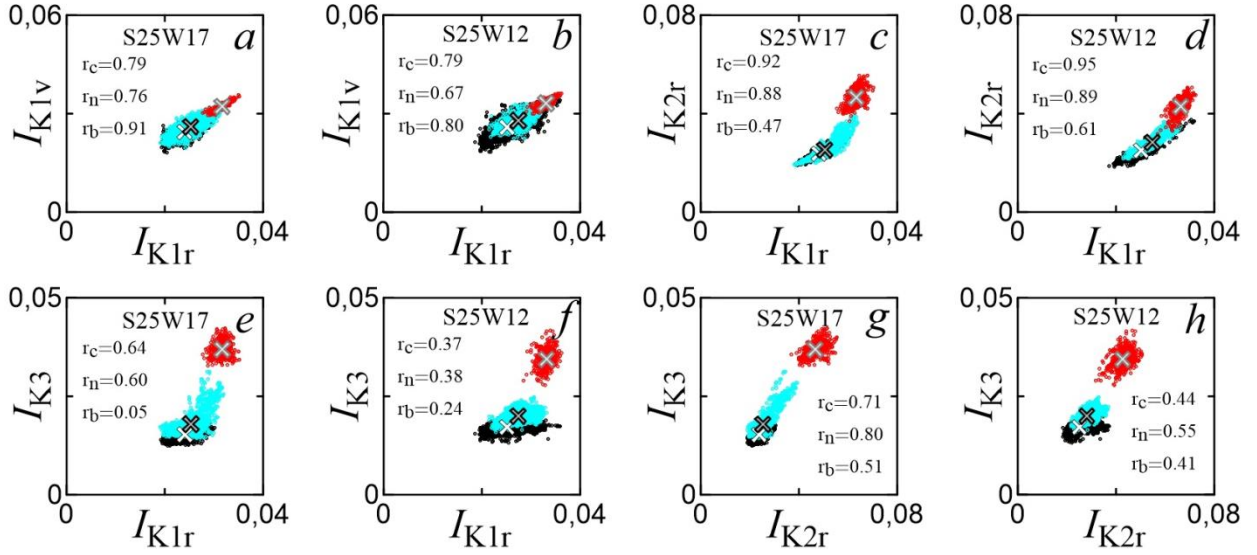 0,06
S25W17
a
r_c=0.79
r_n=0.76
r_b=0.91
I_K1v
0
0
0,04
I_K1r
0,06
S25W12
b
r_c=0.79
r_n=0.67
r_b=0.80
I_K1v
0
0
0,04
I_K1r
0,08
S25W17
c
r_c=0.92
r_n=0.88
r_b=0.47
I_K2r
0
0
0,04
I_K1r
0,08
S25W12
d
r_c=0.95
r_n=0.89
r_b=0.61
I_K2r
0
0
0,04
I_K1r
0,05
S25W17
e
r_c=0.64
r_n=0.60
r_b=0.05
I_K3
0
0
0,04
I_K1r
0,05
S25W12
f
r_c=0.37
r_n=0.38
r_b=0.24
I_K3
0
0
0,04
I_K1r
0,05
S25W17
g
r_c=0.71
r_n=0.80
r_b=0.51
I_K3
0
0
0,08
I_K2r
0,05
S25W12
h
r_c=0.44
r_n=0.55
r_b=0.41
I_K3
0
0
0,08
I_K2r